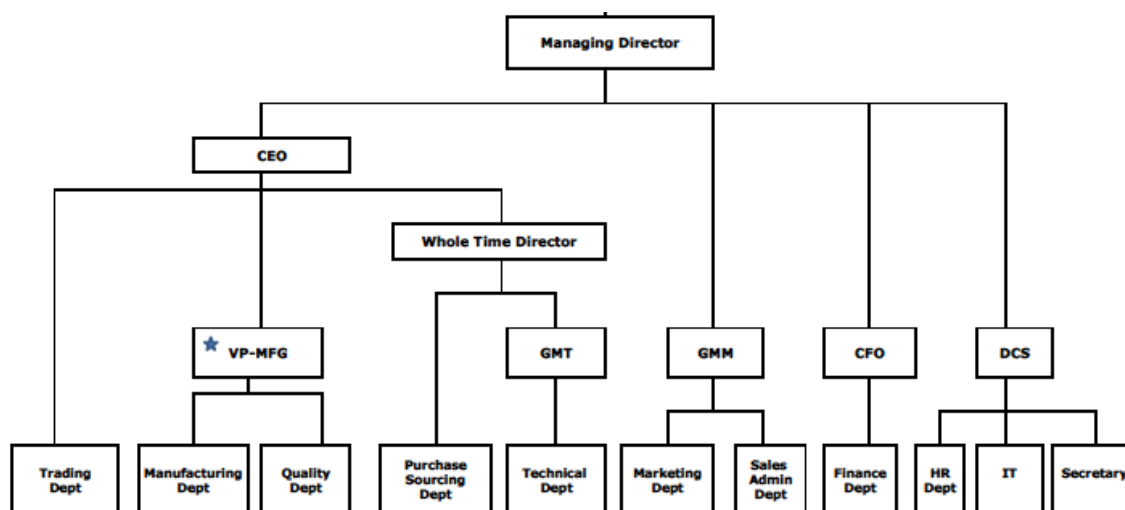 Managing Director
CEO
Whole Time Director
VP-MFG
GMT
GMM
CFO
DCS
Trading
Dept
Manufacturing
Dept
Quality
Dept
Purchase
Sourcing
Dept
Technical
Dept
Marketing
Dept
Sales
Admin
Dept
Finance
Dept
HR
Dept
IT
Secretary